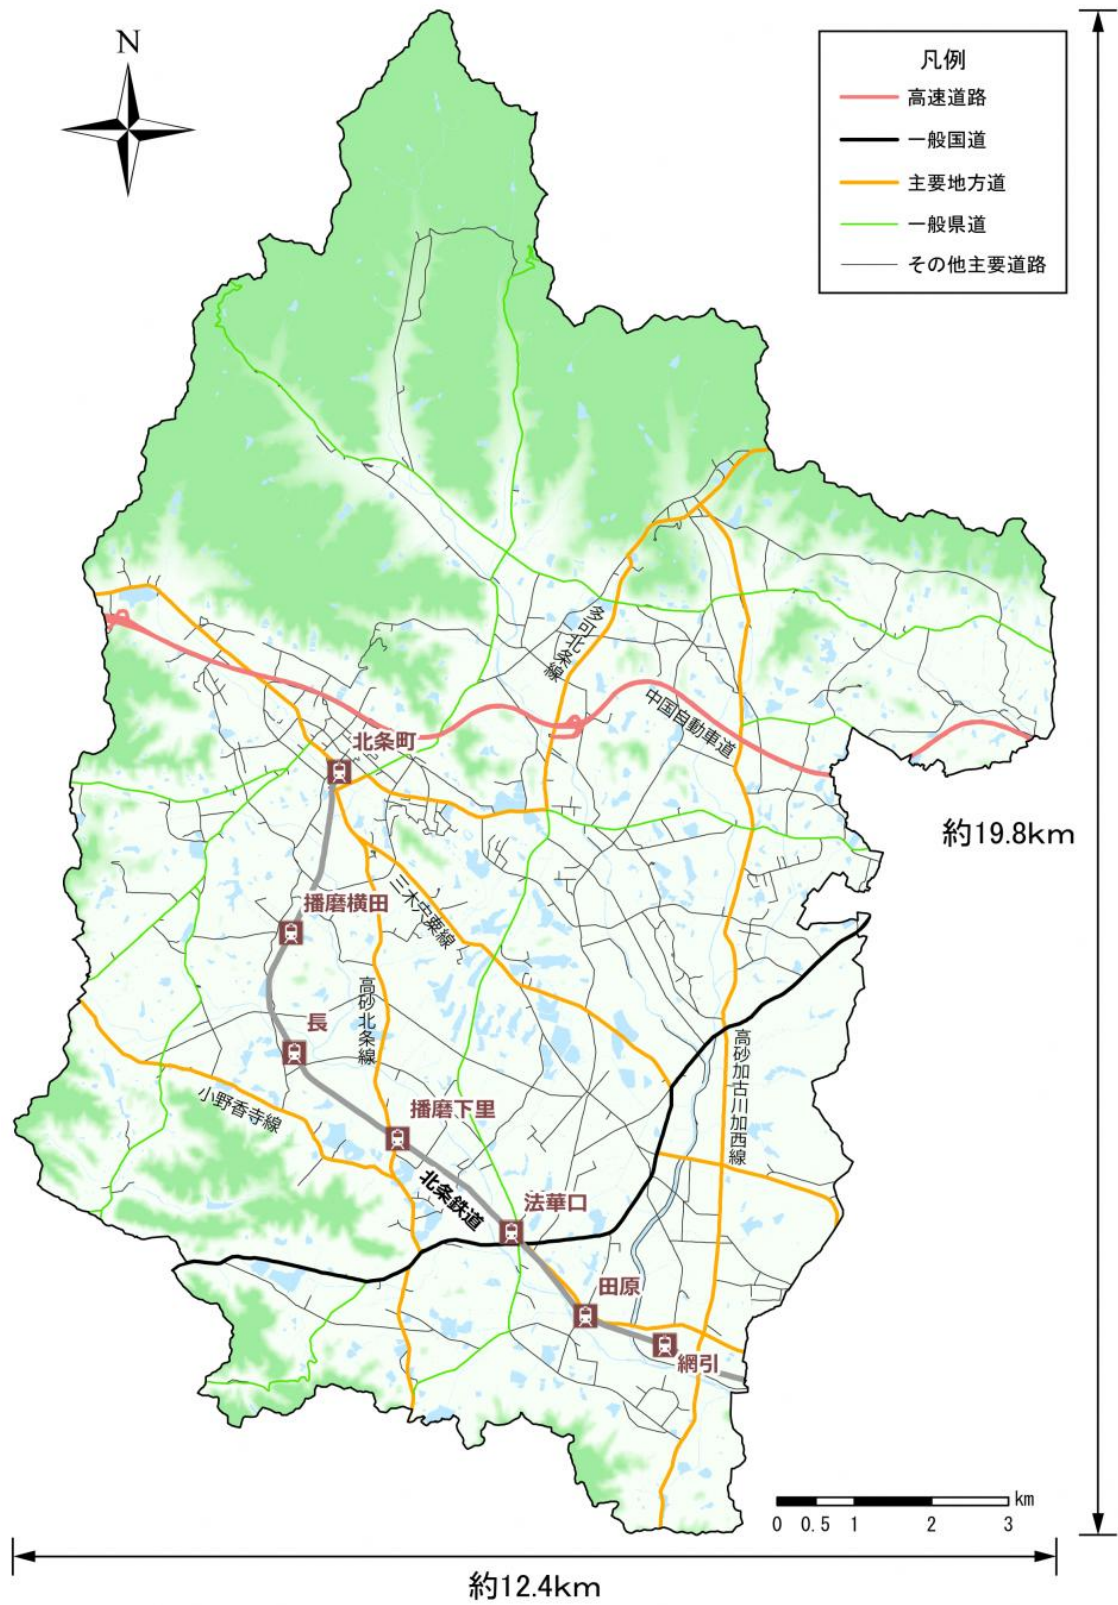 N
凡例
高速道路
一般国道
主要地方道
一般県道
その他主要道路
多可北条線
中国自動車道
北条町
約19.8km
播磨横田
三木宍粟線
高砂北条線
長
高砂加古川加西線
小野香寺線
播磨下里
北条鉄道
法華口
田原
網引
km
0 0.5 1 2 3
約12.4km